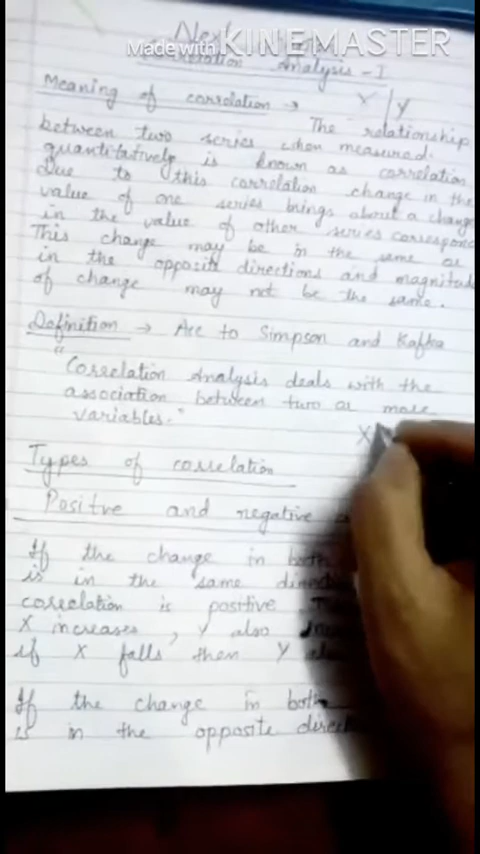 Next
Made with KINEMASTER
Correlation Analysis - I
Meaning of correlation → X | Y
The relationship
between two series when measured.
quantitatively is known as correlation
Due to this correlation change in the
value of one series brings about a change
in the value of other series correspond
This change may be in the same or
in the opposite directions and magnitude
of change may not be the same.
Definition → Acc to Simpson and Kafka
"Correlation Analysis deals with the
association between two or more
variables."
X
Types of correlation
Positve and negative
If the change in both
is in the same
correlation is positive
X increases, Y also
if X falls then Y
If the change in both
is in the opposite